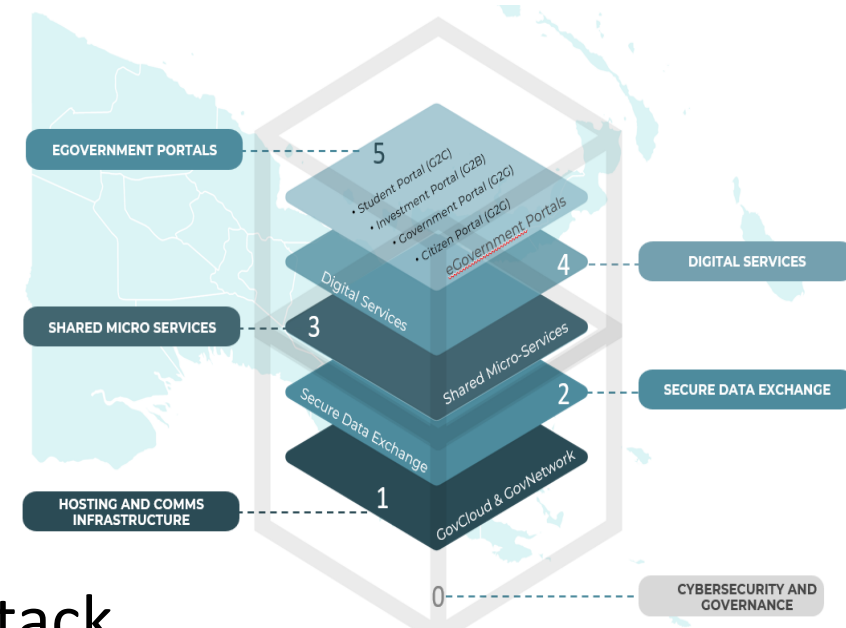 EGOVERNMENT PORTALS
5
• Student Portal (G2C)
• Investment Portal (G2B)
• Government Portal (G2G)
• Citizen Portal (G2G)
eGovernment Portals
4
DIGITAL SERVICES
Digital Services
SHARED MICRO SERVICES
3
Shared Micro-Services
2
SECURE DATA EXCHANGE
Secure Data Exchange
1
HOSTING AND COMMS
INFRASTRUCTURE
GovCloud & GovNetwork
0
CYBERSECURITY AND
GOVERNANCE
tack